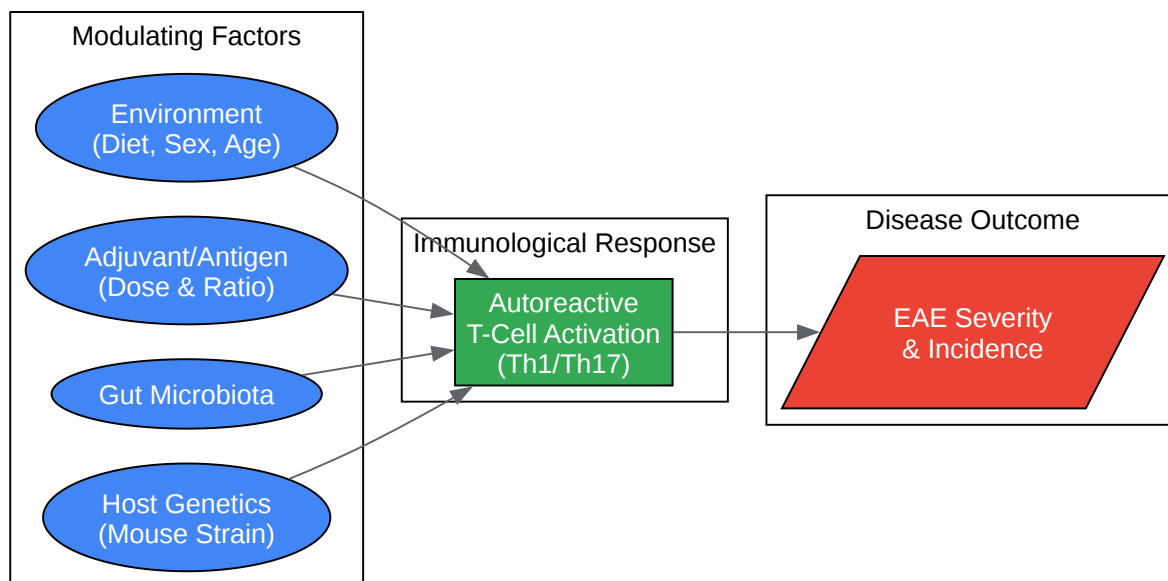 Modulating Factors
Environment
(Diet, Sex, Age)
Adjuvant/Antigen
(Dose & Ratio)
Gut Microbiota
Host Genetics
(Mouse Strain)
Immunological Response
Autoreactive
T-Cell Activation
(Th1/Th17)
Disease Outcome
EAE Severity
& Incidence